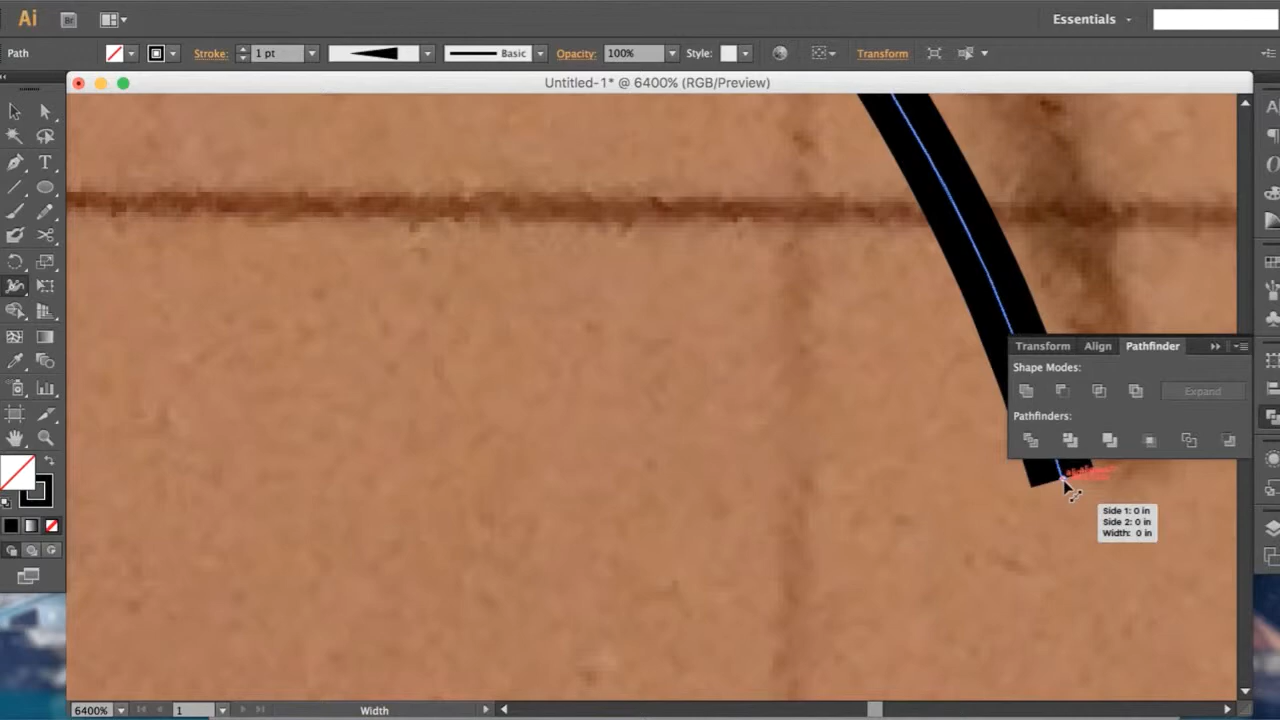 Ai
Br
Essentials
Path
Stroke:
1 pt
Basic
Opacity:
100%
Style:
Transform
Untitled-1* @ 6400% (RGB/Preview)
T
A
Transform
Align
Pathfinder
Shape Modes:
Expand
Pathfinders:
Side 1: 0 in
Side 2: 0 in
Width: 0 in
6400%
1
Width